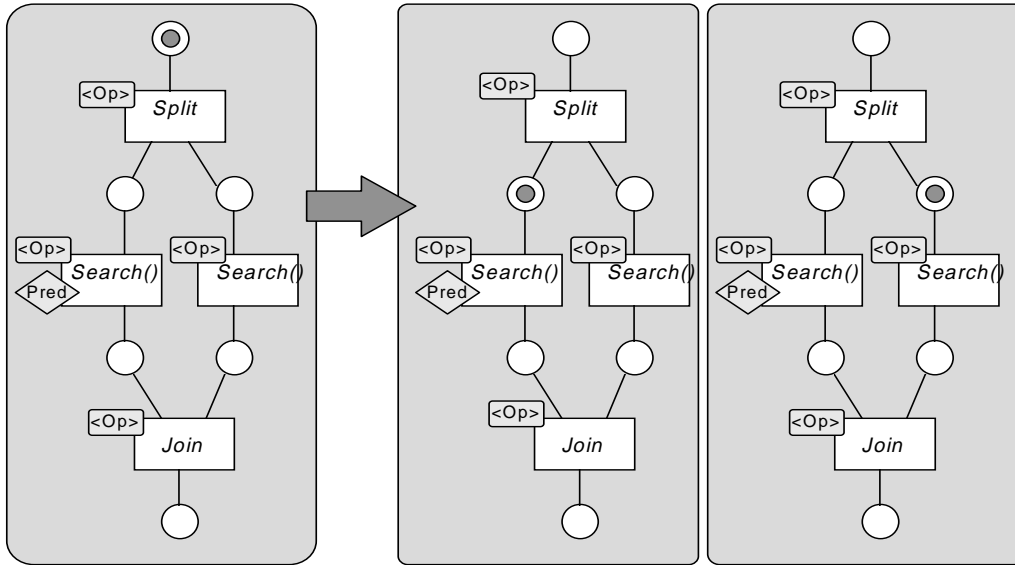 <Op>
Split
<Op>
Search()
Pred
<Op>
Search()
<Op>
Join
<Op>
Split
<Op>
Search()
Pred
<Op>
Search()
<Op>
Join
<Op>
Split
<Op>
Search()
Pred
<Op>
Search()
<Op>
Join